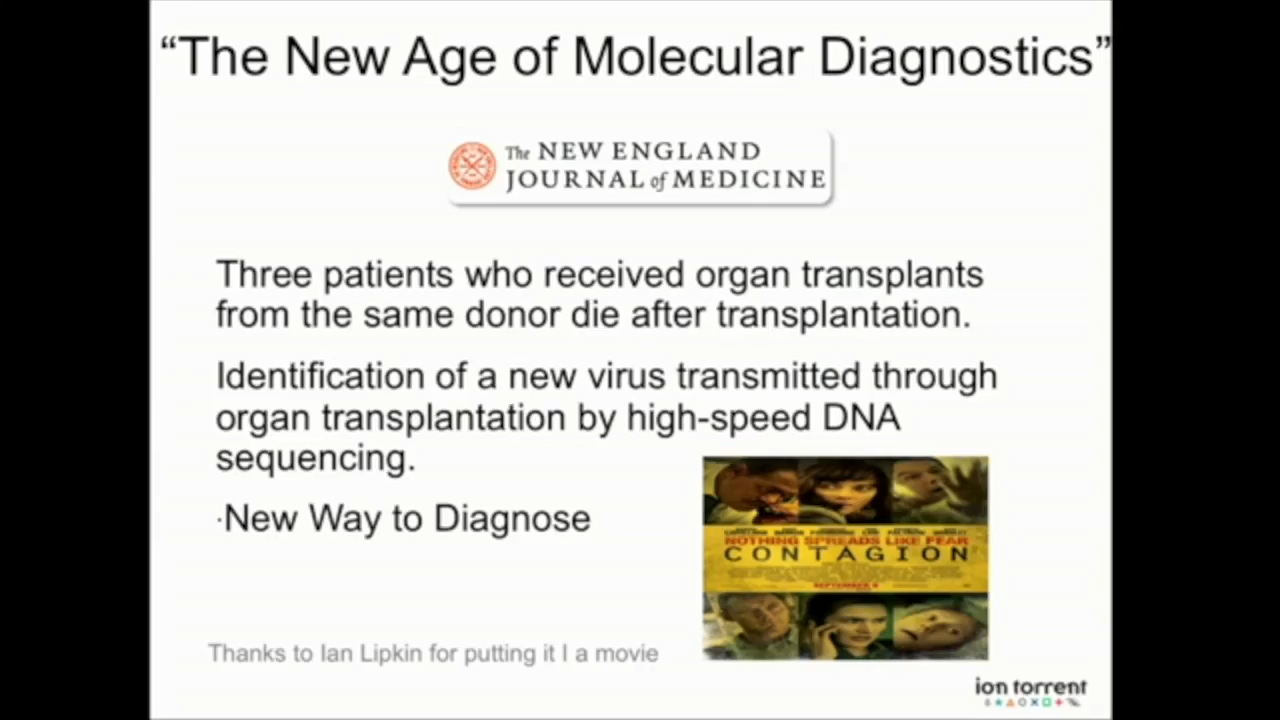 “The New Age of Molecular Diagnostics”
The NEW ENGLAND
JOURNAL of MEDICINE
Three patients who received organ transplants
from the same donor die after transplantation.
Identification of a new virus transmitted through
organ transplantation by high-speed DNA
sequencing.
·New Way to Diagnose
NOTHING SPREADS LIKE FEAR
CONTAGION
SEPTEMBER 9
Thanks to Ian Lipkin for putting it I a movie
ion torrent